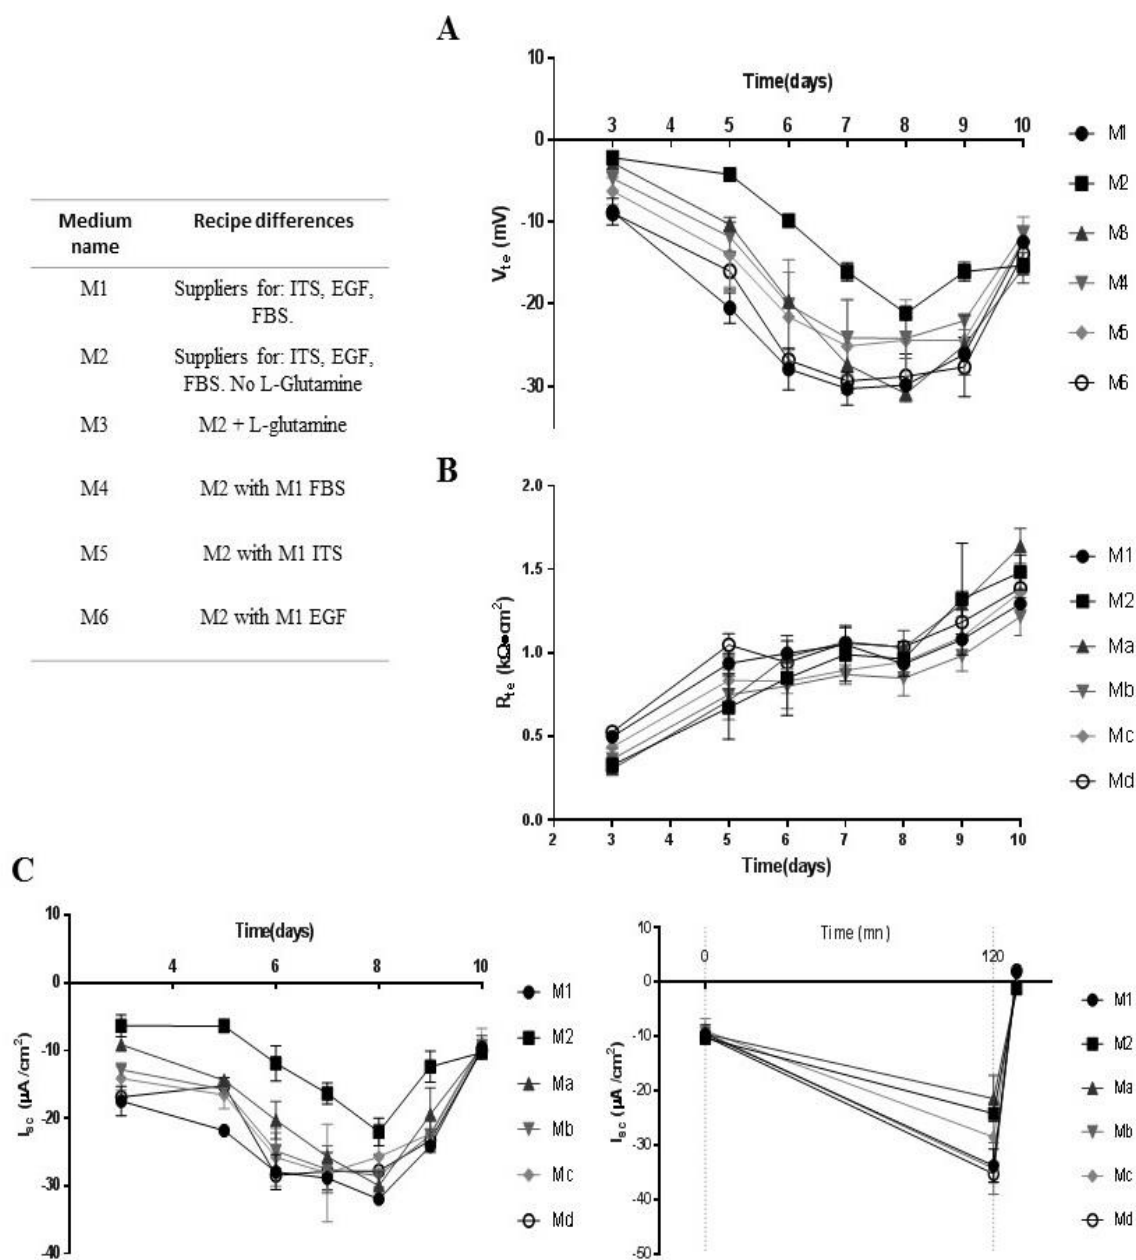 Medium name
Recipe differences
M1
Suppliers for: ITS, EGF,
FBS.
M2
Suppliers for: ITS, EGF,
FBS. No L-Glutamine
M3
M2 + L-glutamine
M4
M2 with M1 FBS
M5
M2 with M1 ITS
M6
M2 with M1 EGF
A
Time(days)
3 4 5 6 7 8 9 10
10
0
-10
-20
-30
Vte (mV)
M1
M2
M3
M4
M5
M6
B
2.0
1.5
1.0
0.5
0.0
Rte (kΩ•cm²)
2 3 4 5 6 7 8 9 10
Time(days)
M1
M2
Ma
Mb
Mc
Md
C
Time(days)
4 6 8 10
10
0
-10
-20
-30
-40
Isc (µA /cm²)
M1
M2
Ma
Mb
Mc
Md
Time (mn)
0 120
10
0
-10
-20
-30
-40
-50
Isc (µA /cm²)
M1
M2
Ma
Mb
Mc
Md